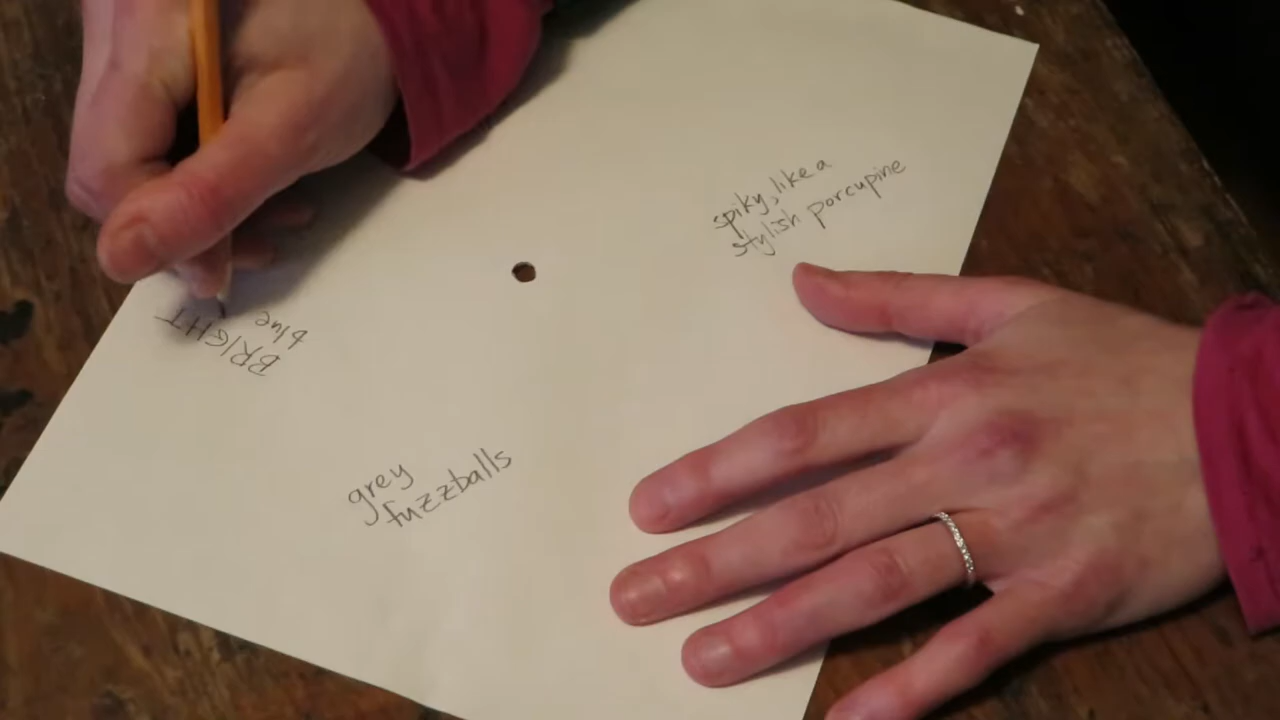 spiky, like a
stylish porcupine
BRIGHT
blue
grey
fuzzballs